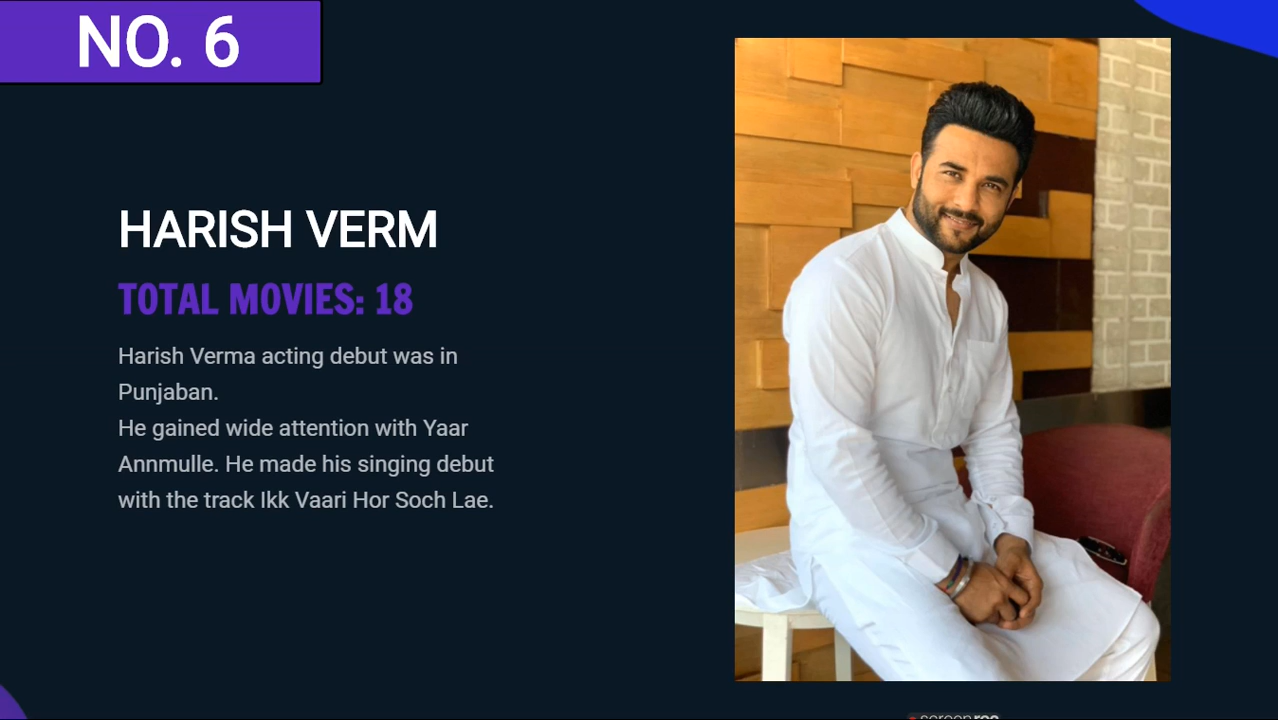 NO. 6
HARISH VERM
TOTAL MOVIES: 18
Harish Verma acting debut was in
Punjaban.
He gained wide attention with Yaar
Annmulle. He made his singing debut
with the track Ikk Vaari Hor Soch Lae.